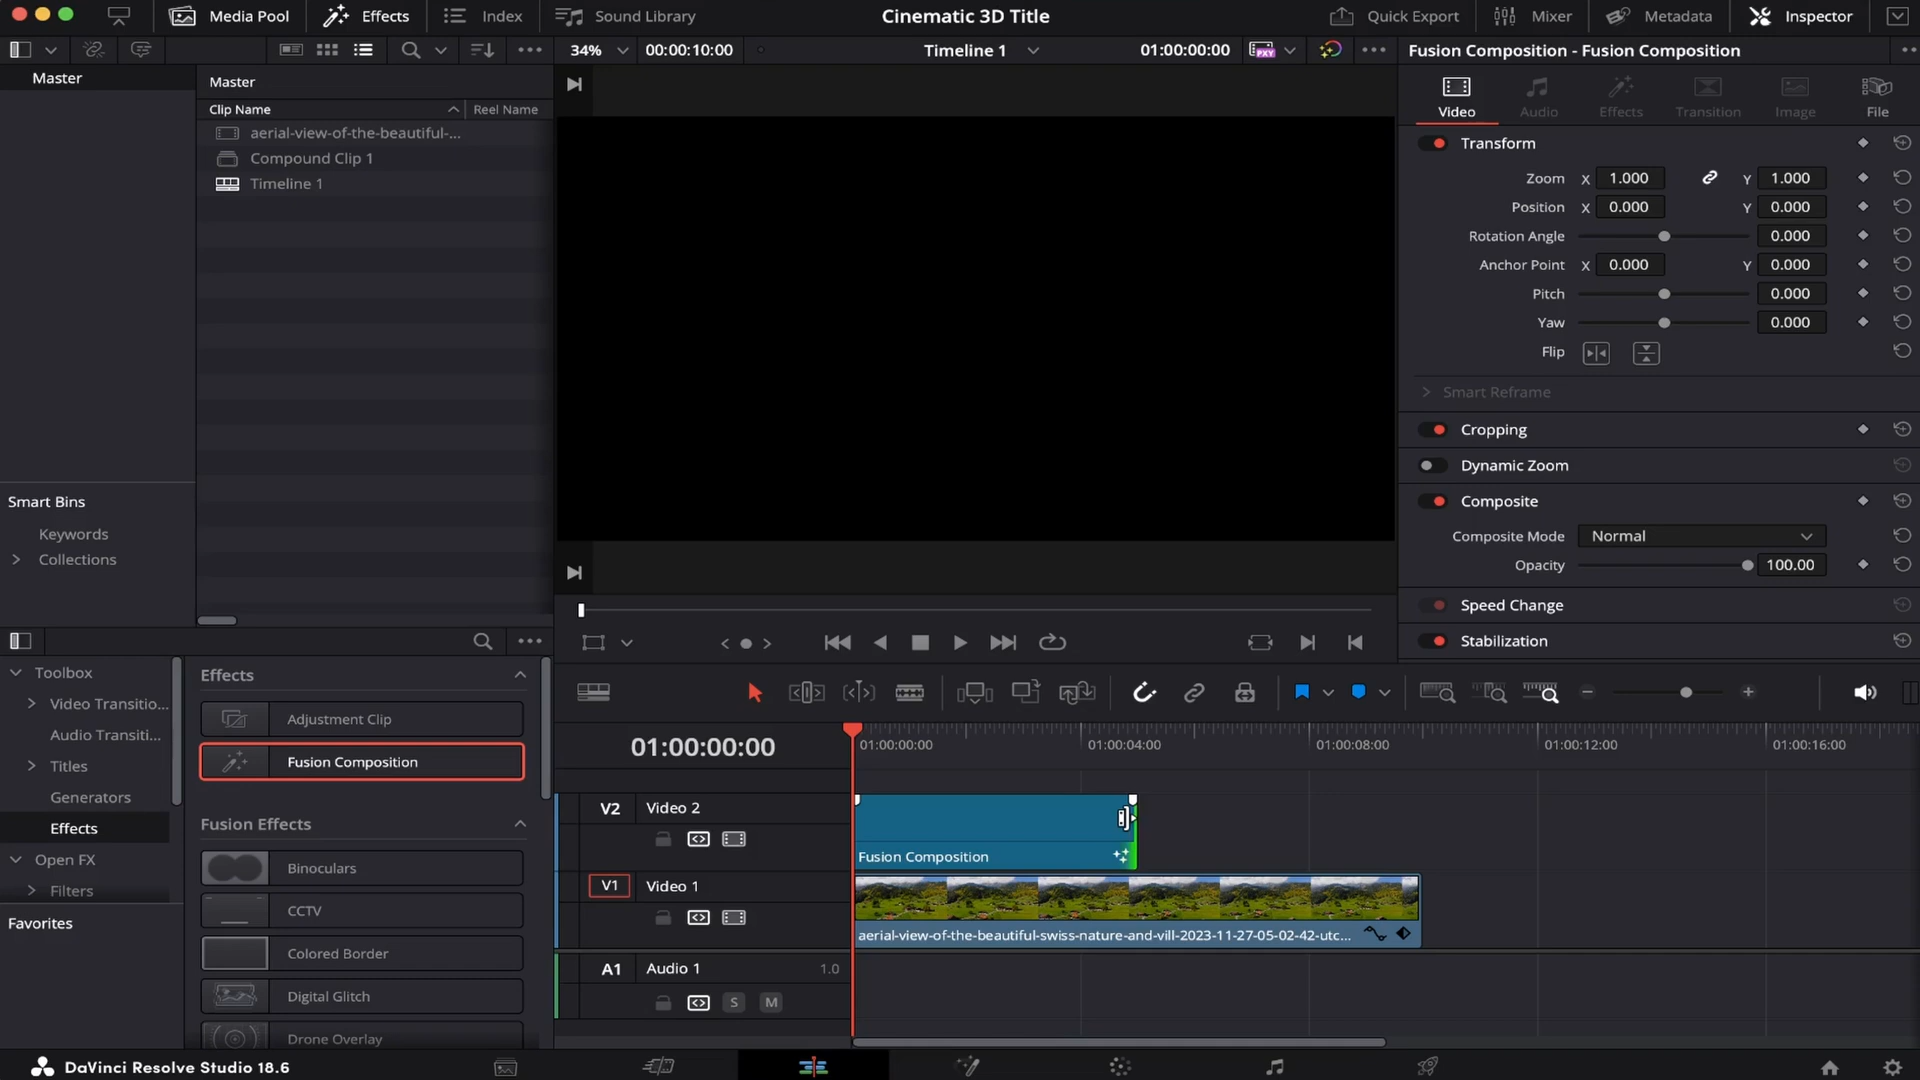 Media Pool
Effects
Index
Sound Library
Cinematic 3D Title
Quick Export
Mixer
Metadata
Inspector
34%
00:00:10:00
Timeline 1
01:00:00:00
PXY
Fusion Composition - Fusion Composition
Master
Master
Clip Name
Reel Name
aerial-view-of-the-beautiful-...
Compound Clip 1
Timeline 1
Smart Bins
Keywords
Collections
Video
Audio
Effects
Transition
Image
File
Transform
Zoom X 1.000 Y 1.000
Position X 0.000 Y 0.000
Rotation Angle 0.000
Anchor Point X 0.000 Y 0.000
Pitch 0.000
Yaw 0.000
Flip
Smart Reframe
Cropping
Dynamic Zoom
Composite
Composite Mode Normal
Opacity 100.00
Speed Change
Stabilization
Toolbox
Video Transitio...
Audio Transiti...
Titles
Generators
Effects
Open FX
Filters
Favorites
Effects
Adjustment Clip
Fusion Composition
Fusion Effects
Binoculars
CCTV
Colored Border
Digital Glitch
Drone Overlay
01:00:00:00
01:00:00:00
01:00:04:00
01:00:08:00
01:00:12:00
01:00:16:00
V2 Video 2
Fusion Composition
V1 Video 1
aerial-view-of-the-beautiful-swiss-nature-and-vill-2023-11-27-05-02-42-utc...
A1 Audio 1 1.0
S M
DaVinci Resolve Studio 18.6